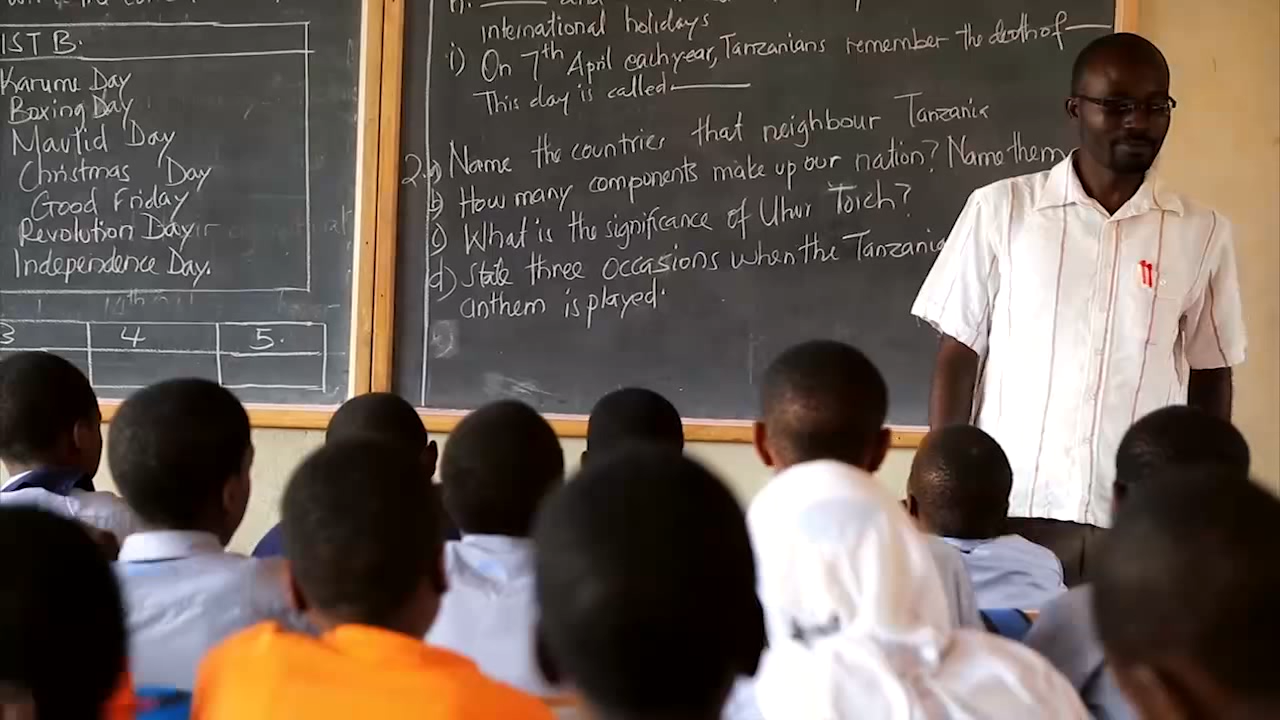 IST B.
Karume Day
Boxing Day
Maulid Day
Christmas Day
Good Friday
Revolution Day
Independence Day.
3 4 5.
international holidays
i) On 7th April each year, Tanzanians remember the death of
This day is called
2.a) Name the countries that neighbour Tanzania
b) How many components make up our nation? Name them
c) What is the significance of Uhur Toich?
d) State three occasions when the Tanzania
anthem is played.